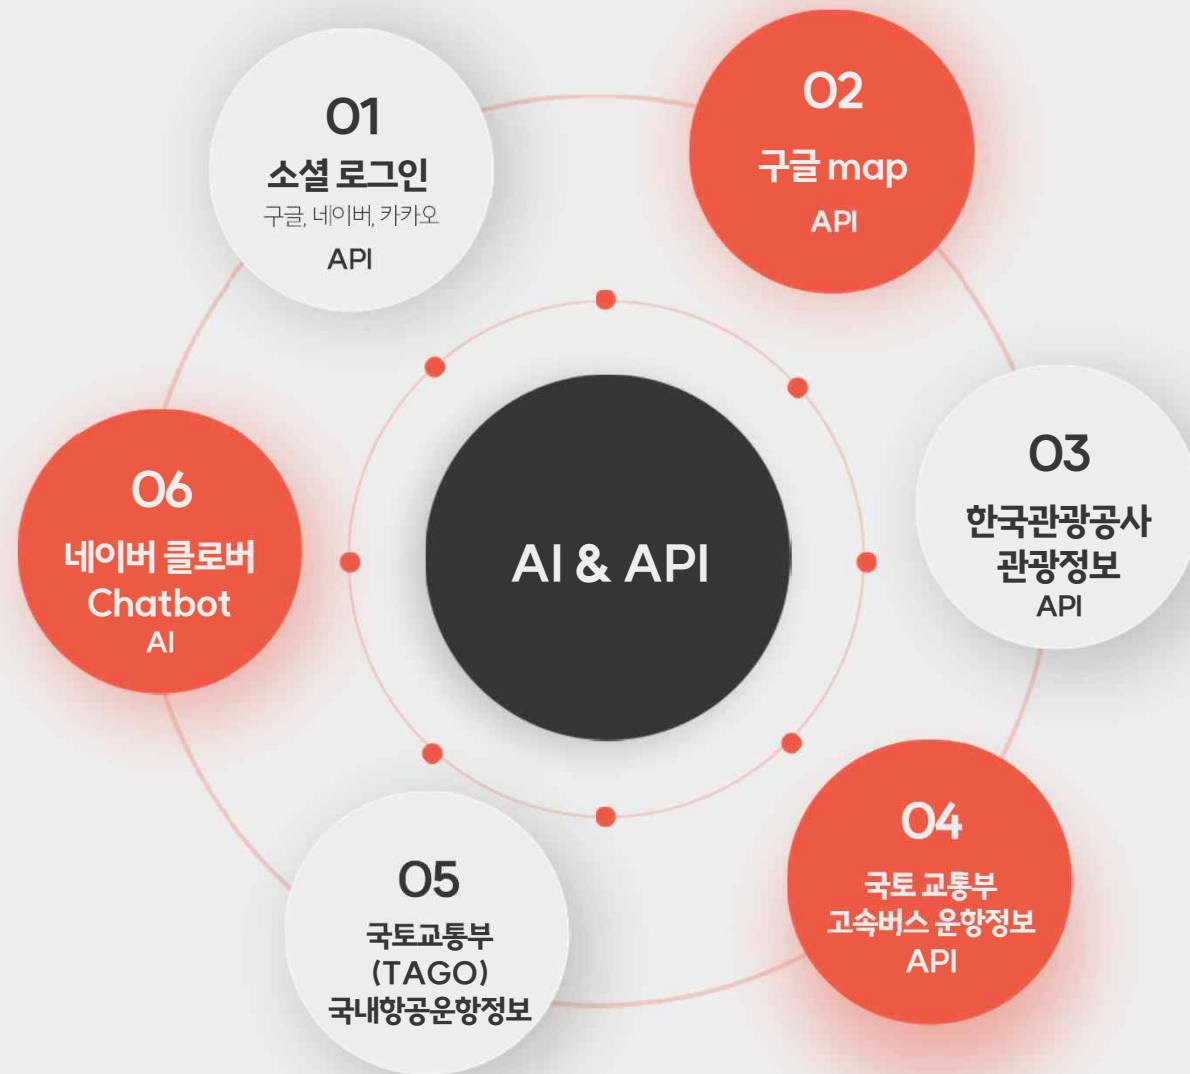 01
소셜 로그인
구글, 네이버, 카카오
API
02
구글 map
API
03
한국관광공사
관광정보
API
04
국토 교통부
고속버스 운항정보
API
05
국토교통부
(TAGO)
국내항공운항정보
06
네이버 클로버
Chatbot
AI
AI & API